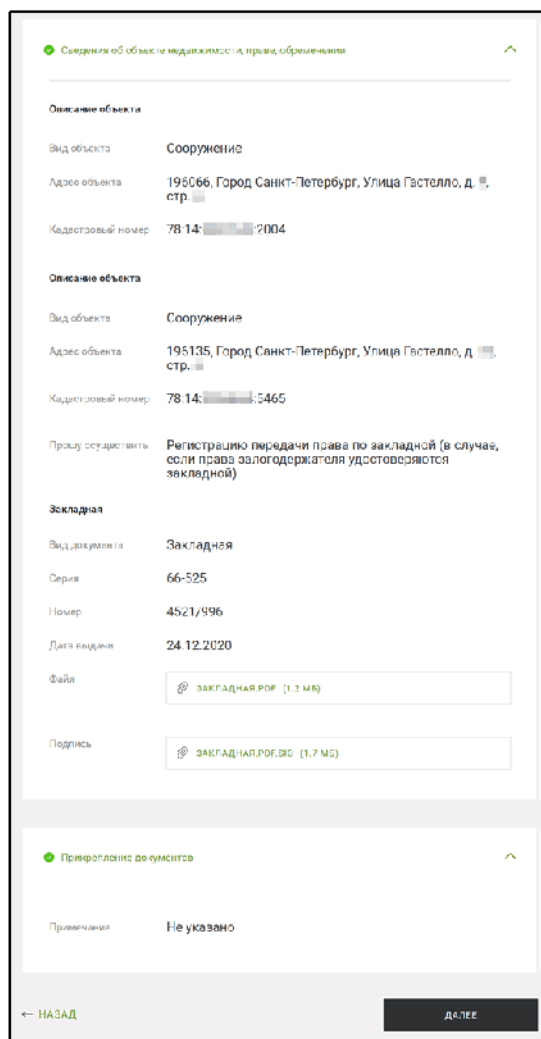 Сведения об объекте недвижимости, праве, обременении
Описание объекта
Вид объекта Сооружение
Адрес объекта 196066, Город Санкт-Петербург, Улица Гастелло, д. ,
стр.
Кадастровый номер 78:14: :2004
Описание объекта
Вид объекта Сооружение
Адрес объекта 196135, Город Санкт-Петербург, Улица Гастелло, д. ,
стр.
Кадастровый номер 78:14: :5465
Прошу осуществить Регистрацию передачи права по закладной (в случае,
если права залогодержателя удостоверяются
закладной)
Закладная
Вид документа Закладная
Серия 66-525
Номер 4521/996
Дата выдачи 24.12.2020
Файл ЗАКЛАДНАЯ.PDF (1.2 МБ)
Подпись ЗАКЛАДНАЯ.PDF.SIG (1.7 МБ)
Прикрепление документов
Примечание Не указано
← НАЗАД ДАЛЕЕ